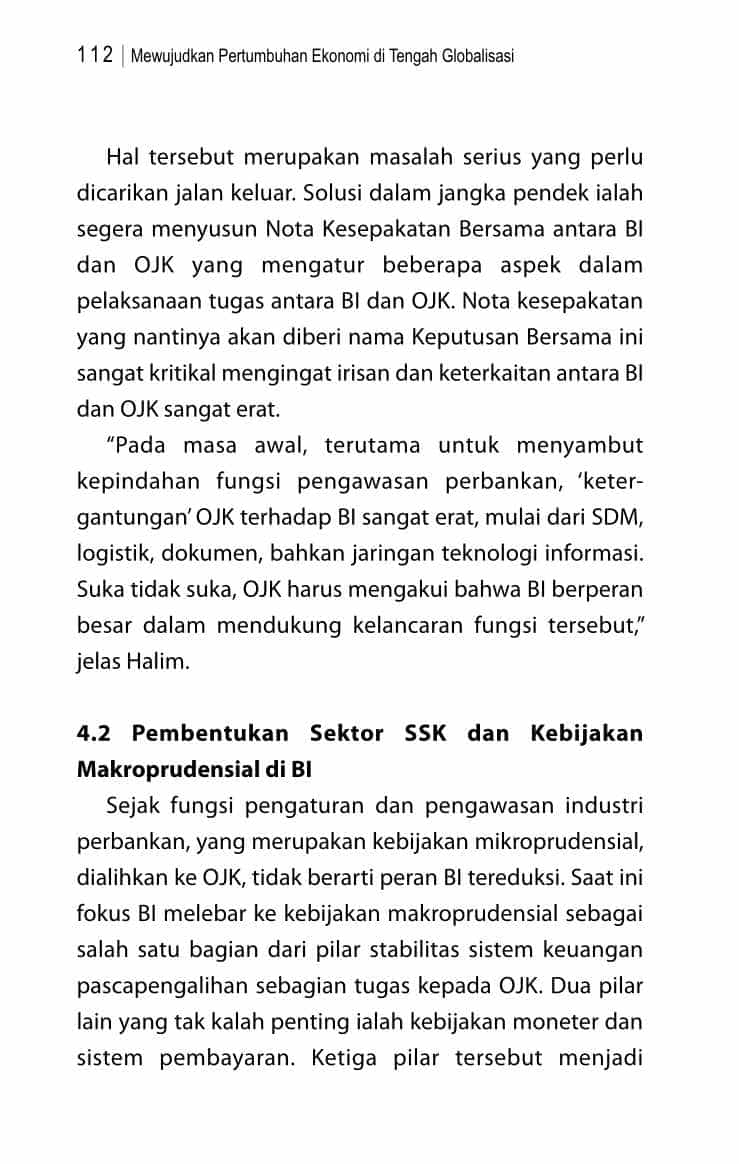 112 | Mewujudkan Pertumbuhan Ekonomi di Tengah Globalisasi
Hal tersebut merupakan masalah serius yang perlu
dicarikan jalan keluar. Solusi dalam jangka pendek ialah
segera menyusun Nota Kesepakatan Bersama antara BI
dan OJK yang mengatur beberapa aspek dalam
pelaksanaan tugas antara BI dan OJK. Nota kesepakatan
yang nantinya akan diberi nama Keputusan Bersama ini
sangat kritikal mengingat irisan dan keterkaitan antara BI
dan OJK sangat erat.
“Pada masa awal, terutama untuk menyambut
kepindahan fungsi pengawasan perbankan, ‘keter-
gantungan’ OJK terhadap BI sangat erat, mulai dari SDM,
logistik, dokumen, bahkan jaringan teknologi informasi.
Suka tidak suka, OJK harus mengakui bahwa BI berperan
besar dalam mendukung kelancaran fungsi tersebut,”
jelas Halim.
4.2 Pembentukan Sektor SSK dan Kebijakan
Makroprudensial di BI
Sejak fungsi pengaturan dan pengawasan industri
perbankan, yang merupakan kebijakan mikroprudensial,
dialihkan ke OJK, tidak berarti peran BI tereduksi. Saat ini
fokus BI melebar ke kebijakan makroprudensial sebagai
salah satu bagian dari pilar stabilitas sistem keuangan
pascapengalihan sebagian tugas kepada OJK. Dua pilar
lain yang tak kalah penting ialah kebijakan moneter dan
sistem pembayaran. Ketiga pilar tersebut menjadi